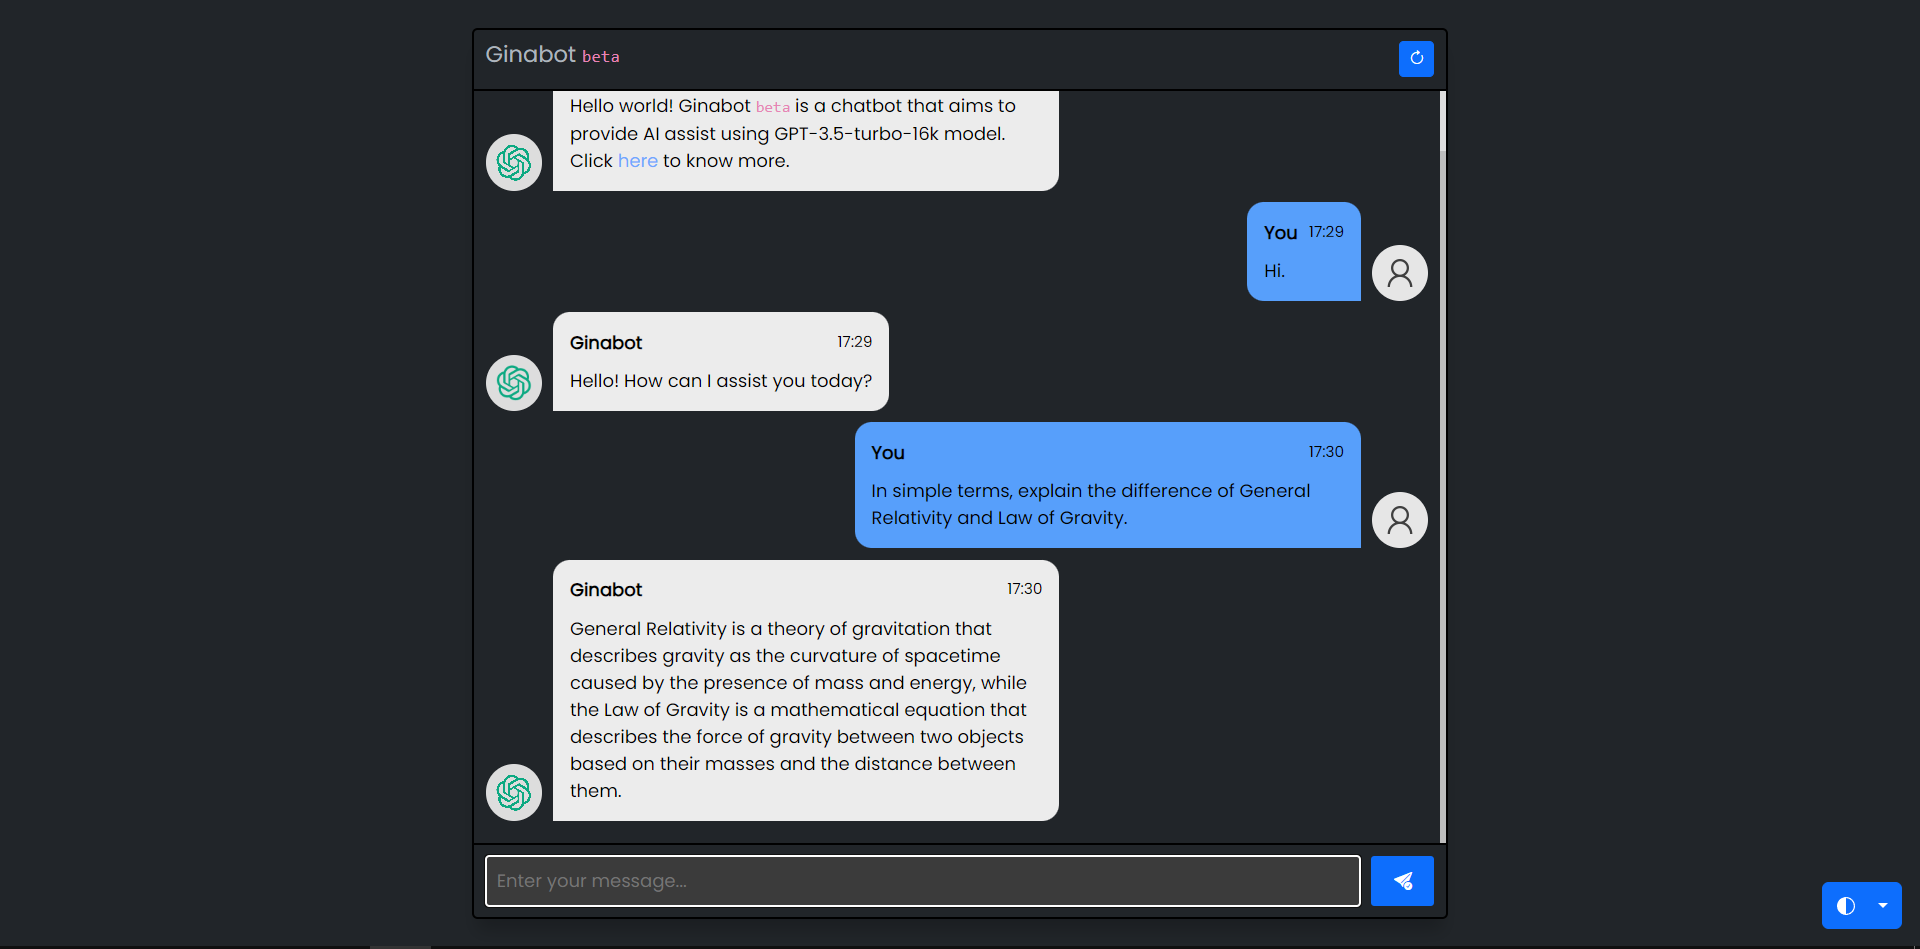 Ginabot beta
Hello world! Ginabot beta is a chatbot that aims to
provide AI assist using GPT-3.5-turbo-16k model.
Click here to know more.
You 17:29
Hi.
Ginabot 17:29
Hello! How can I assist you today?
You 17:30
In simple terms, explain the difference of General
Relativity and Law of Gravity.
Ginabot 17:30
General Relativity is a theory of gravitation that
describes gravity as the curvature of spacetime
caused by the presence of mass and energy, while
the Law of Gravity is a mathematical equation that
describes the force of gravity between two objects
based on their masses and the distance between
them.
Enter your message...